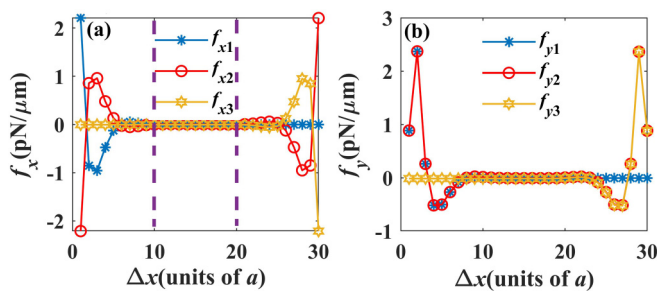 (a)
f_x1
f_x2
f_x3
f_x(pN/μm)
2
1
0
-1
-2
0 10 20 30
Δx(units of a)
(b)
f_y1
f_y2
f_y3
f_y(pN/μm)
3
2
1
0
-1
0 10 20 30
Δx(units of a)